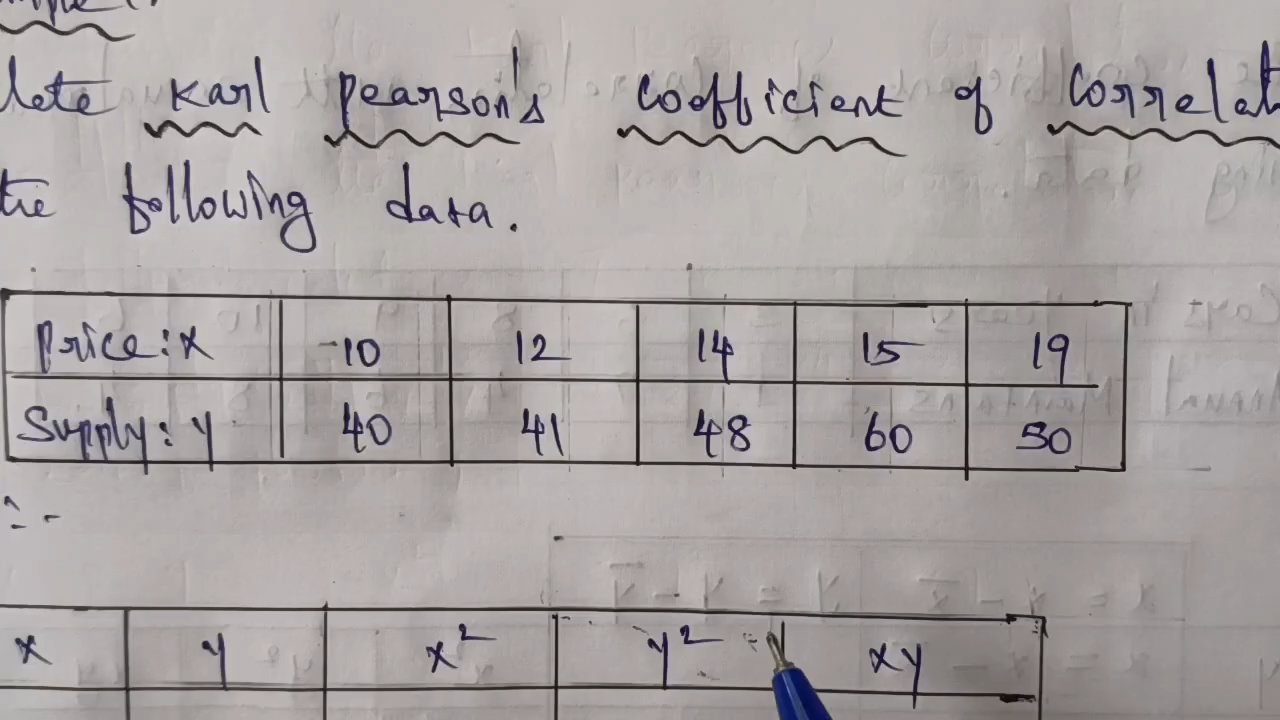 Karl Pearson's Coefficient of Correlat
the following data.
Price: x 10 12 14 15 19
Supply: y 40 41 48 60 50
:-
x y x² y² xy